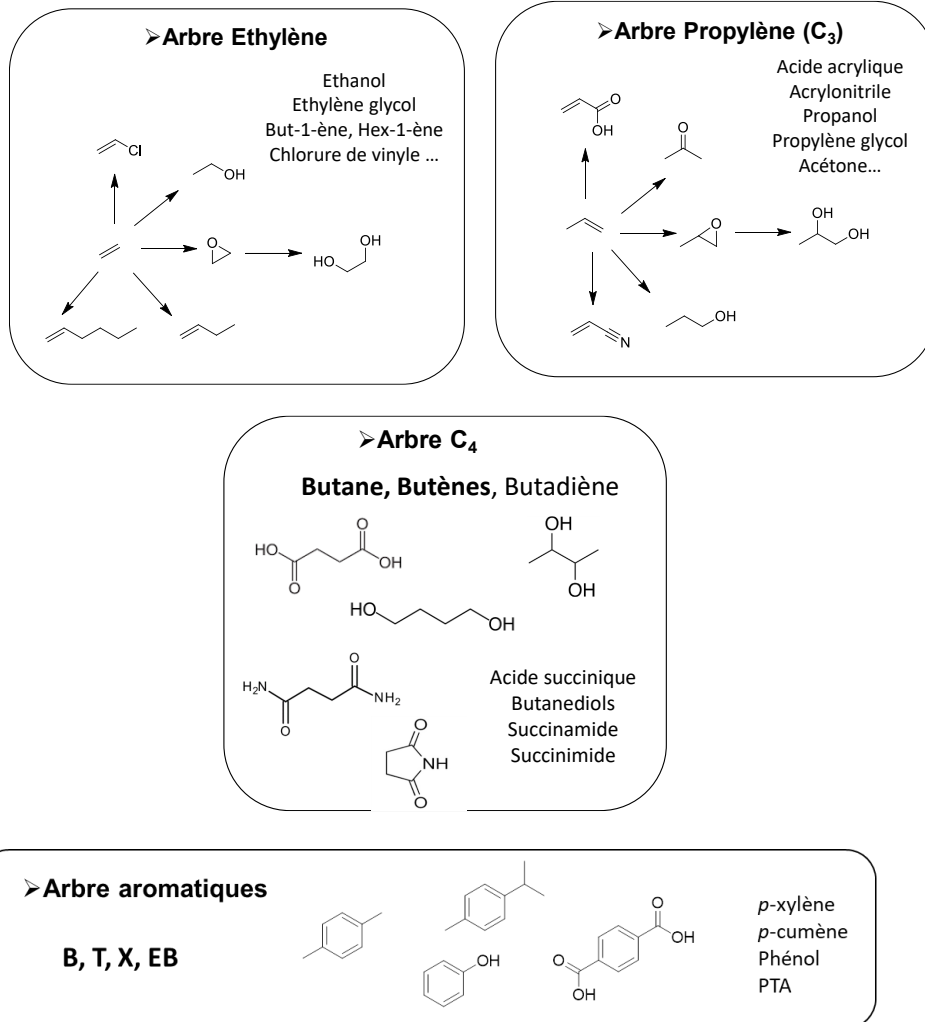 ➢Arbre Ethylène
Ethanol
Ethylène glycol
But-1-ène, Hex-1-ène
Chlorure de vinyle ...
Cl
OH
O
OH
HO
➢Arbre Propylène (C₃)
Acide acrylique
Acrylonitrile
Propanol
Propylène glycol
Acétone...
O
OH
O
O
OH
OH
OH
N
➢Arbre C₄
Butane, Butènes, Butadiène
O
HO
OH
O
OH
OH
HO
OH
O
H₂N
NH₂
O
Acide succinique
Butanediols
Succinamide
Succinimide
O
NH
O
➢Arbre aromatiques
B, T, X, EB
OH
O
OH
O
OH
p-xylène
p-cumène
Phénol
PTA